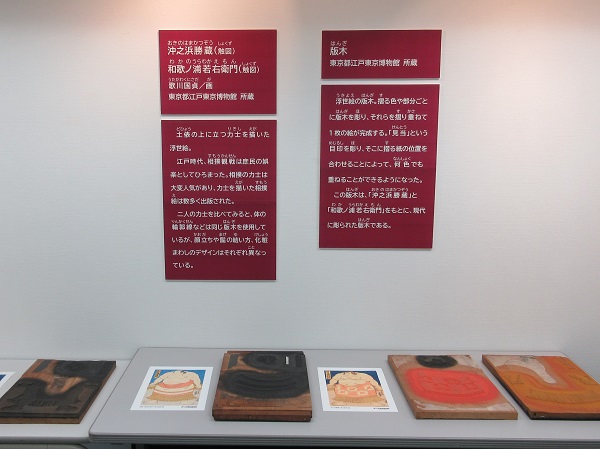 沖之浜勝蔵(触図)
和歌ノ浦若右衛門(触図)
歌川国貞/画
東京都江戸東京博物館 所蔵
土俵の上に立つ力士を描いた
浮世絵。
江戸時代、相撲観戦は庶民の娯
楽としてひろまった。相撲の力士は
大変人気があり、力士を描いた相撲
絵は数多く出版された。
二人の力士を比べてみると、体の
輪郭線などは同じ版木を使用して
いるが、顔立ちや髷の結い方、化粧
まわしのデザインはそれぞれ異なっ
ている。
版木
東京都江戸東京博物館 所蔵
浮世絵の版木。摺る色や部分ごと
に版木を彫り、それらを摺り重ねて
1枚の絵が完成する。「見当」という
目印を彫り、そこに摺る紙の位置を
合わせることによって、何色でも
重ねることができるようになった。
この版木は、「沖之浜勝蔵」と
「和歌ノ浦若右衛門」をもとに、現代
に彫られた版木である。